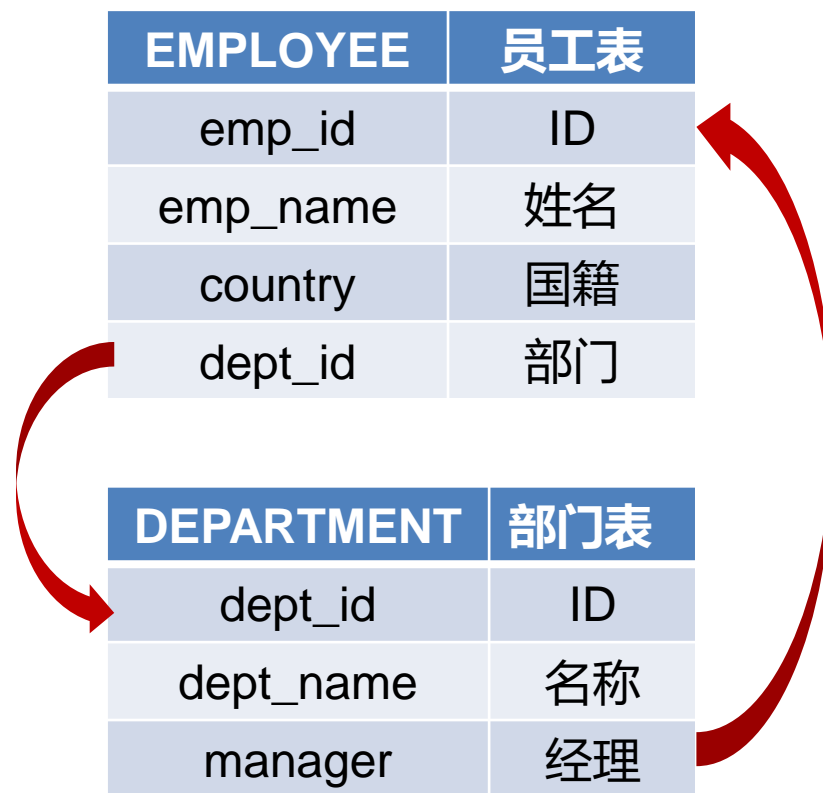 EMPLOYEE 员工表
emp_id ID
emp_name 姓名
country 国籍
dept_id 部门
DEPARTMENT 部门表
dept_id ID
dept_name 名称
manager 经理